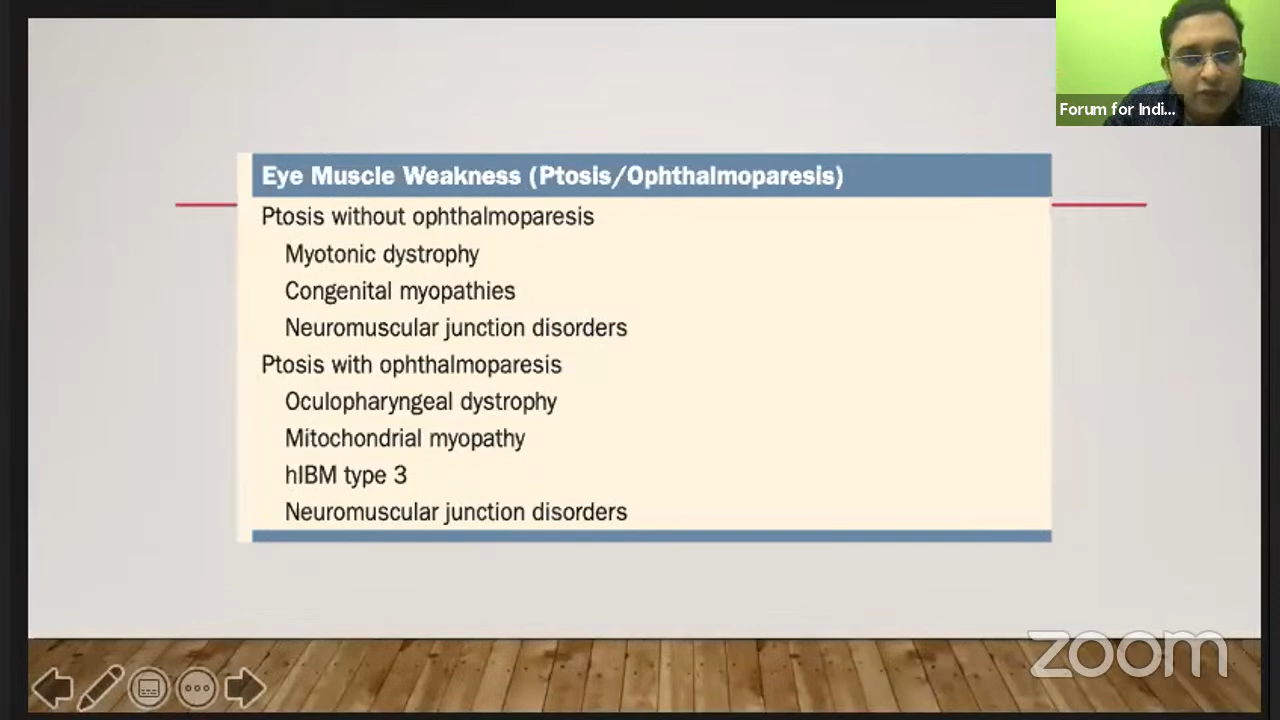 Forum for Indi...
Eye Muscle Weakness (Ptosis/Ophthalmoparesis)
Ptosis without ophthalmoparesis
Myotonic dystrophy
Congenital myopathies
Neuromuscular junction disorders
Ptosis with ophthalmoparesis
Oculopharyngeal dystrophy
Mitochondrial myopathy
hIBM type 3
Neuromuscular junction disorders
zoom